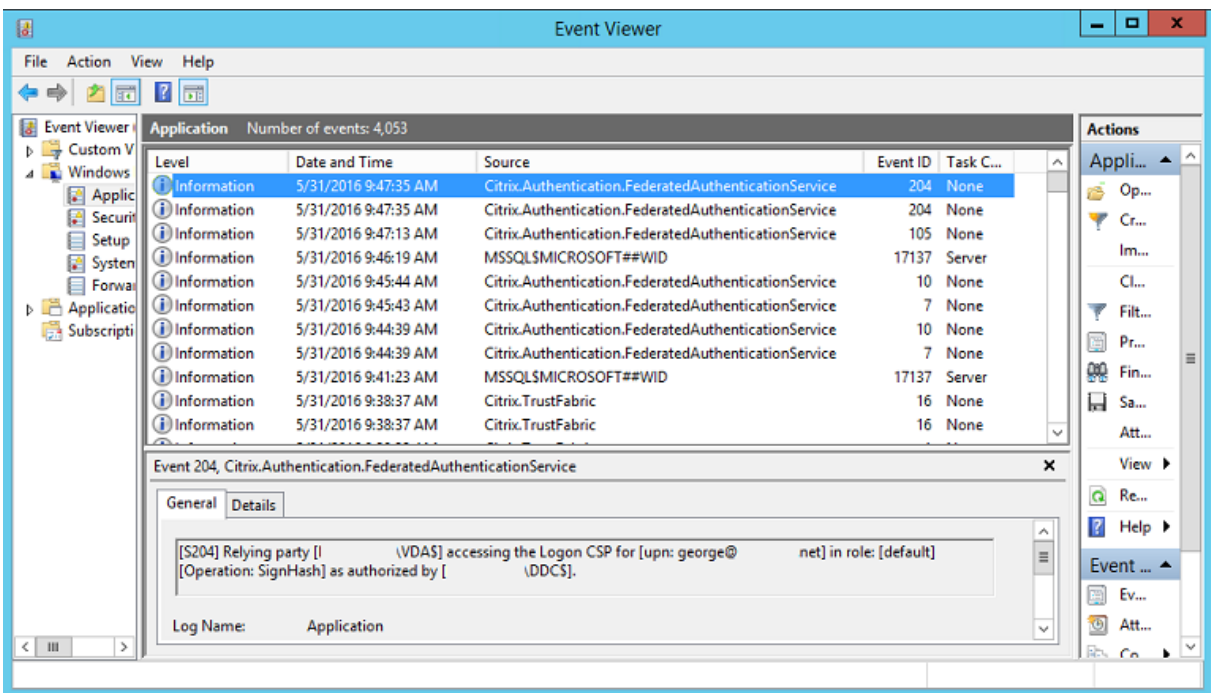 Event Viewer
File Action View Help
Event Viewer (
Custom V
Windows
Applic
Securit
Setup
System
Forwar
Applicatio
Subscripti
Application Number of events: 4,053
Level Date and Time Source Event ID Task C...
Information 5/31/2016 9:47:35 AM Citrix.Authentication.FederatedAuthenticationService 204 None
Information 5/31/2016 9:47:35 AM Citrix.Authentication.FederatedAuthenticationService 204 None
Information 5/31/2016 9:47:13 AM Citrix.Authentication.FederatedAuthenticationService 105 None
Information 5/31/2016 9:46:19 AM MSSQL$MICROSOFT##WID 17137 Server
Information 5/31/2016 9:45:44 AM Citrix.Authentication.FederatedAuthenticationService 10 None
Information 5/31/2016 9:45:43 AM Citrix.Authentication.FederatedAuthenticationService 7 None
Information 5/31/2016 9:44:39 AM Citrix.Authentication.FederatedAuthenticationService 10 None
Information 5/31/2016 9:44:39 AM Citrix.Authentication.FederatedAuthenticationService 7 None
Information 5/31/2016 9:41:23 AM MSSQL$MICROSOFT##WID 17137 Server
Information 5/31/2016 9:38:37 AM Citrix.TrustFabric 16 None
Information 5/31/2016 9:38:37 AM Citrix.TrustFabric 16 None
Event 204, Citrix.Authentication.FederatedAuthenticationService
General Details
[S204] Relying party [I \VDA$] accessing the Logon CSP for [upn: george@ .net] in role: [default]
[Operation: SignHash] as authorized by [ \DDC$].
Log Name: Application
Actions
Appli...
Op...
Cr...
Im...
Cl...
Filt...
Pr...
Fin...
Sa...
Att...
View
Re...
Help
Event ...
Ev...
Att...
Co